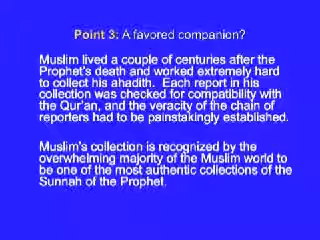 Point 3: A favored companion?
Muslim lived a couple of centuries after the
Prophet's death and worked extremely hard
to collect his ahadith. Each report in his
collection was checked for compatibility with
the Qur'an, and the veracity of the chain of
reporters had to be painstakingly established.
Muslim's collection is recognized by the
overwhelming majority of the Muslim world to
be one of the most authentic collections of the
Sunnah of the Prophet.